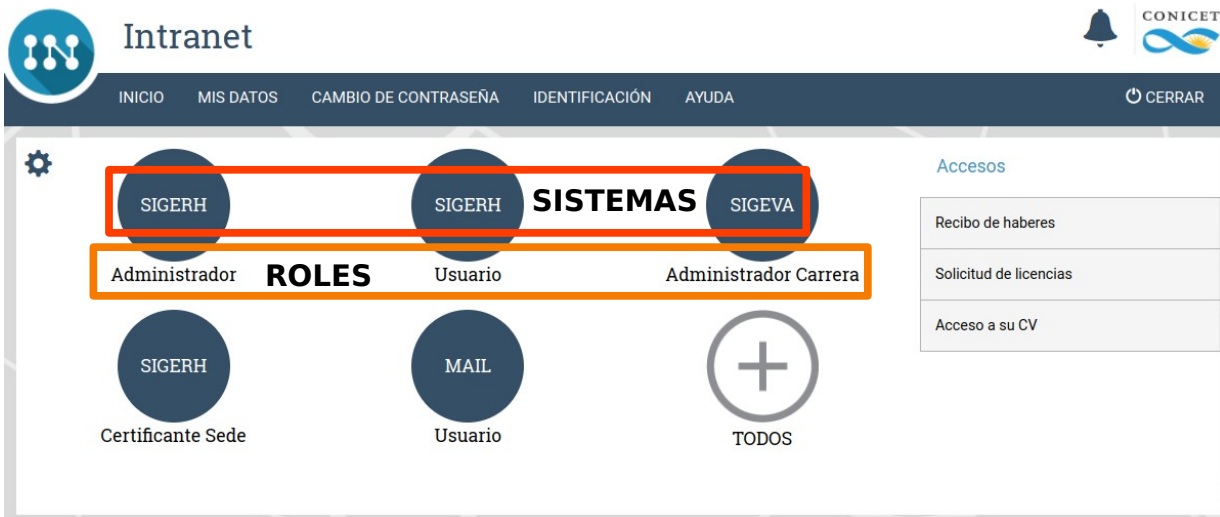 IN
Intranet
CONICET
INICIO MIS DATOS CAMBIO DE CONTRASEÑA IDENTIFICACIÓN AYUDA CERRAR
SIGERH SIGERH SISTEMAS SIGEVA
Administrador ROLES Usuario Administrador Carrera
SIGERH MAIL
Certificante Sede Usuario TODOS
Accesos
Recibo de haberes
Solicitud de licencias
Acceso a su CV